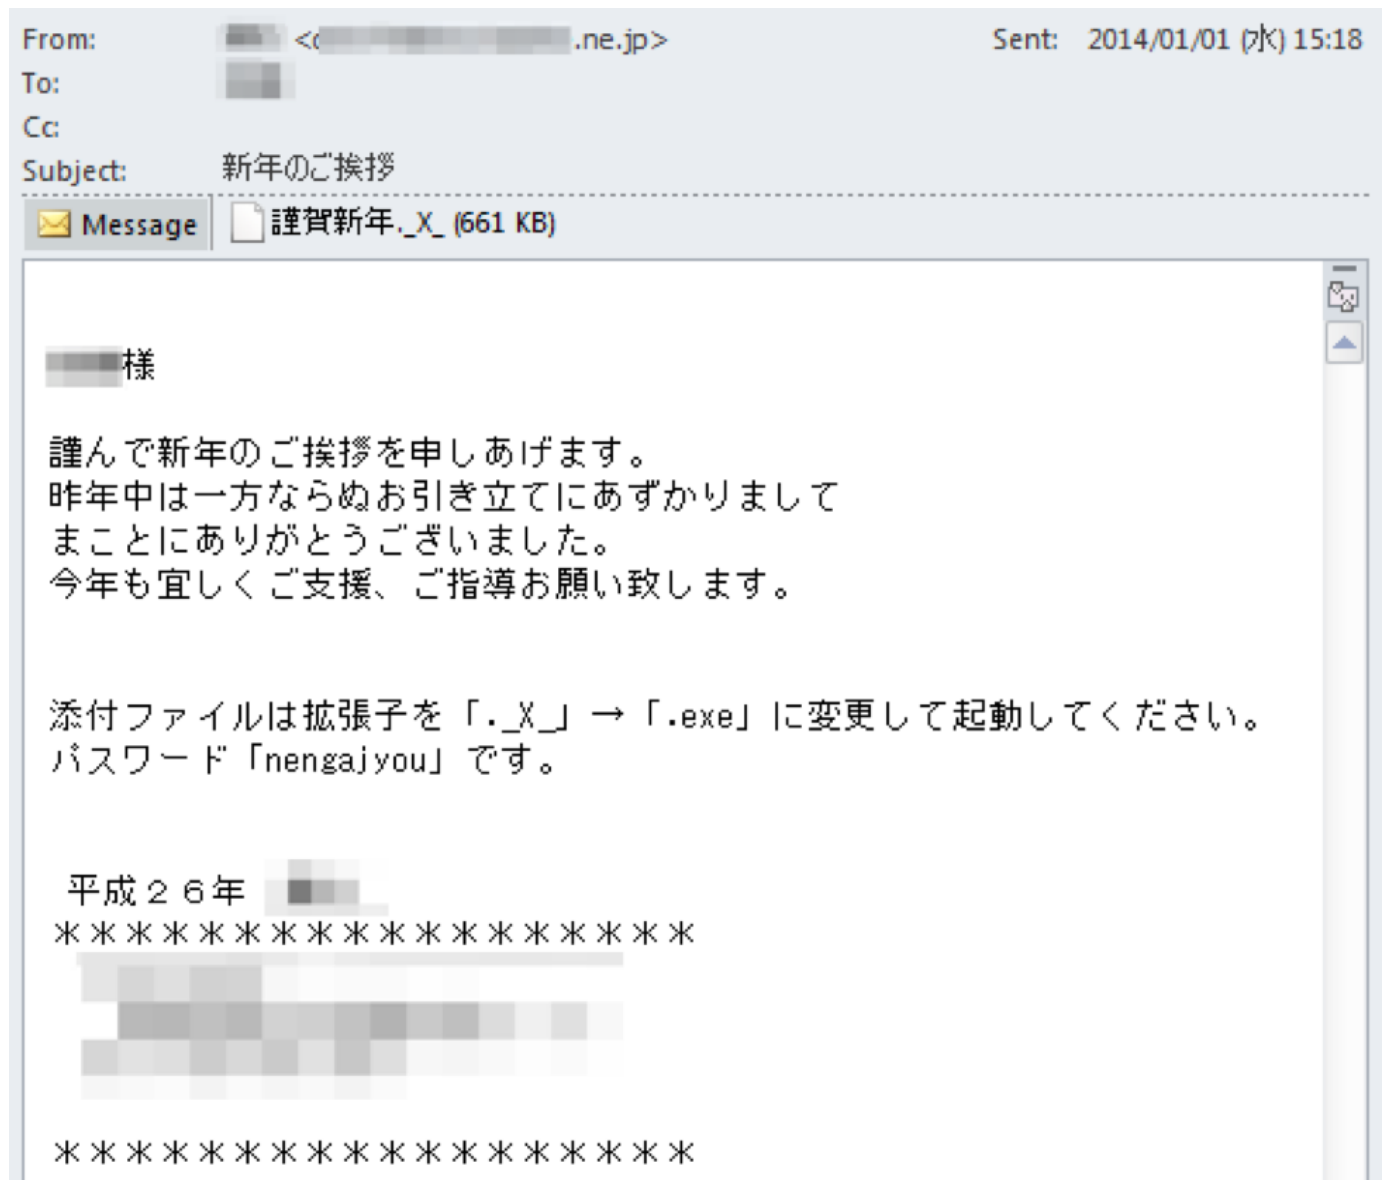 From: < .ne.jp> Sent: 2014/01/01 (水) 15:18
To:
Cc:
Subject: 新年のご挨拶
Message 謹賀新年._X_ (661 KB)
様
謹んで新年のご挨拶を申しあげます。
昨年中は一方ならぬお引き立てにあずかりまして
まことにありがとうございました。
今年も宜しくご支援、ご指導お願い致します。
添付ファイルは拡張子を「._X_」→「.exe」に変更して起動してください。
パスワード「nengajyou」です。
平成２６年
＊＊＊＊＊＊＊＊＊＊＊＊＊＊＊＊＊＊
＊＊＊＊＊＊＊＊＊＊＊＊＊＊＊＊＊＊